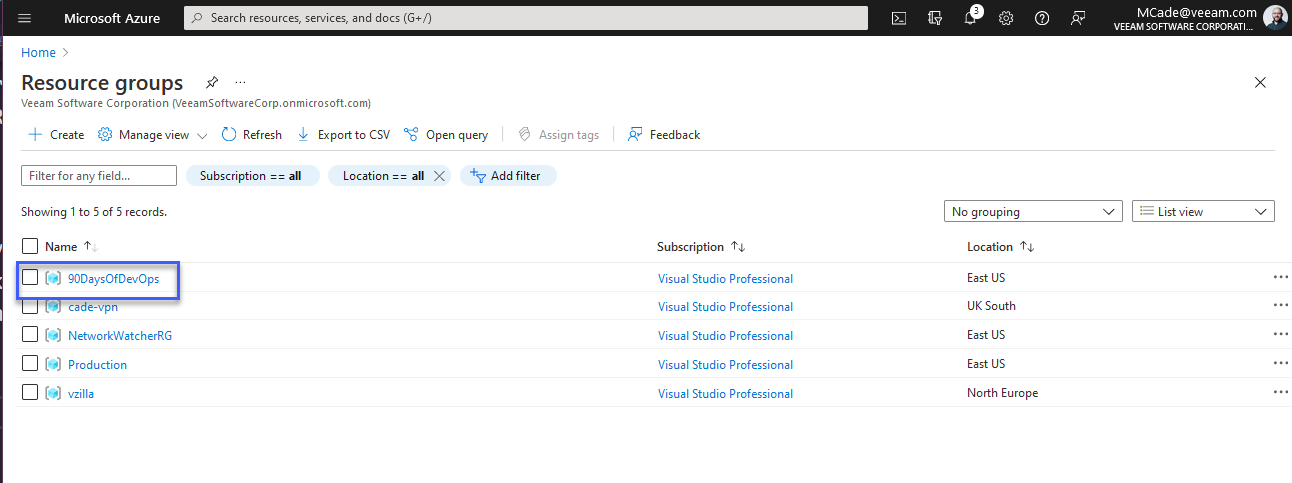 Microsoft Azure
Search resources, services, and docs (G+/)
3
MCade@veeam.com
VEEAM SOFTWARE CORPORATI...
Home >
Resource groups ...
Veeam Software Corporation (VeeamSoftwareCorp.onmicrosoft.com)
Create Manage view Refresh Export to CSV Open query Assign tags Feedback
Filter for any field... Subscription == all Location == all Add filter
Showing 1 to 5 of 5 records.
No grouping List view
Name Subscription Location
90DaysOfDevOps Visual Studio Professional East US
cade-vpn Visual Studio Professional UK South
NetworkWatcherRG Visual Studio Professional East US
Production Visual Studio Professional East US
vzilla Visual Studio Professional North Europe